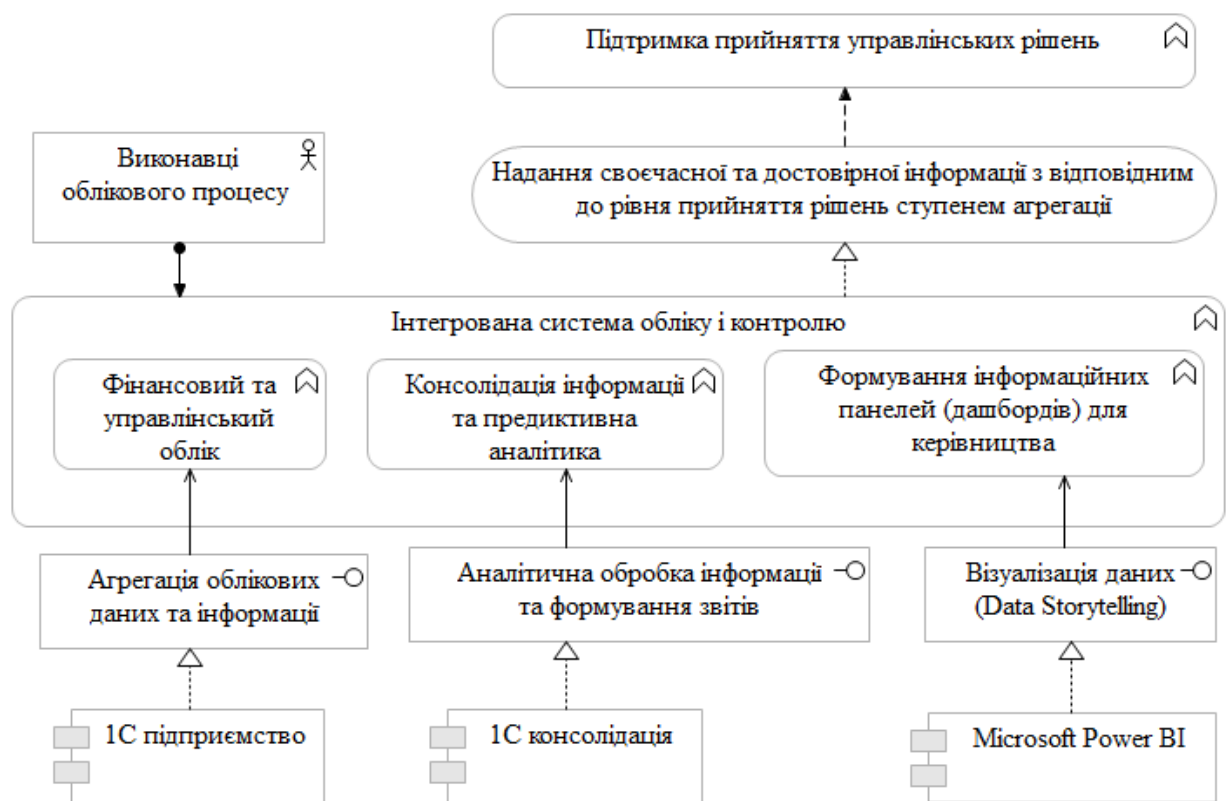 Підтримка прийняття управлінських рішень
Виконавці
облікового процесу
Надання своєчасної та достовірної інформації з відповідним
до рівня прийняття рішень ступенем агрегації
Інтегрована система обліку і контролю
Фінансовий та
управлінський
облік
Консолідація інформації
та предиктивна
аналітика
Формування інформаційних
панелей (дашбордів) для
керівництва
Агрегація облікових
даних та інформації
Аналітична обробка інформації
та формування звітів
Візуалізація даних
(Data Storytelling)
1С підприємство
1С консолідація
Microsoft Power BI